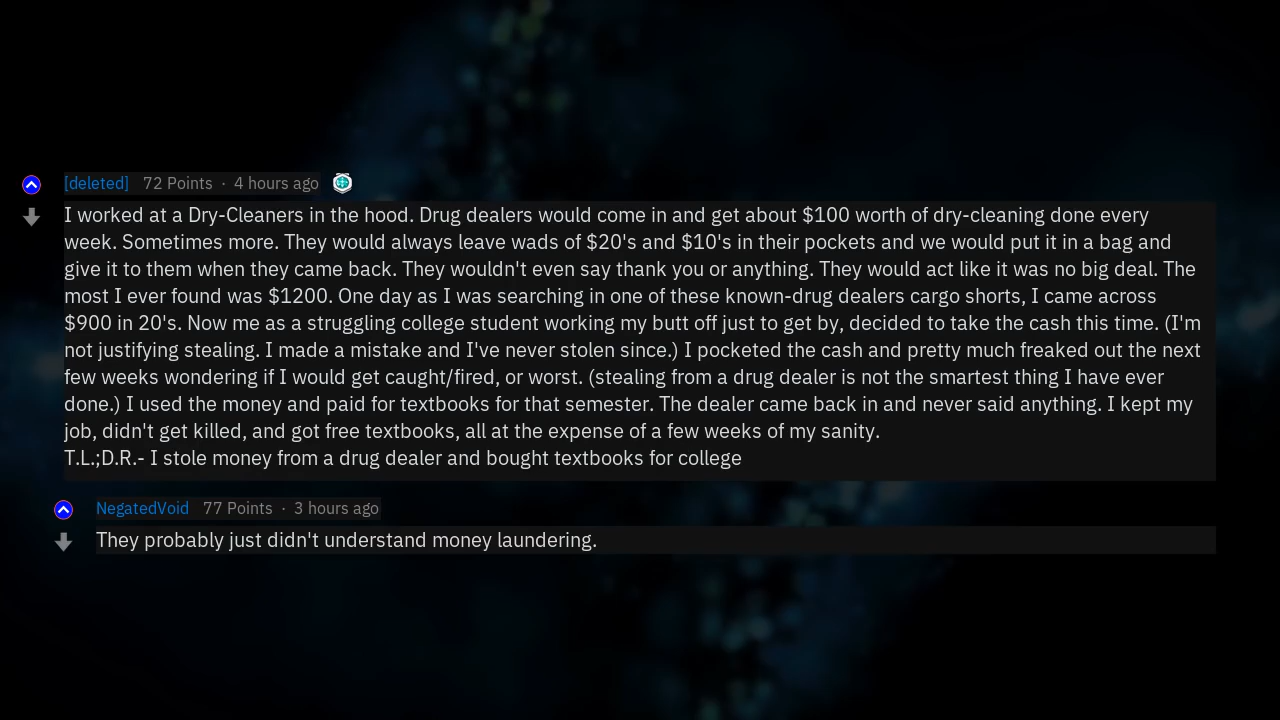 [deleted] 72 Points · 4 hours ago
I worked at a Dry-Cleaners in the hood. Drug dealers would come in and get about $100 worth of dry-cleaning done every
week. Sometimes more. They would always leave wads of $20's and $10's in their pockets and we would put it in a bag and
give it to them when they came back. They wouldn't even say thank you or anything. They would act like it was no big deal. The
most I ever found was $1200. One day as I was searching in one of these known-drug dealers cargo shorts, I came across
$900 in 20's. Now me as a struggling college student working my butt off just to get by, decided to take the cash this time. (I'm
not justifying stealing. I made a mistake and I've never stolen since.) I pocketed the cash and pretty much freaked out the next
few weeks wondering if I would get caught/fired, or worst. (stealing from a drug dealer is not the smartest thing I have ever
done.) I used the money and paid for textbooks for that semester. The dealer came back in and never said anything. I kept my
job, didn't get killed, and got free textbooks, all at the expense of a few weeks of my sanity.
T.L.;D.R.- I stole money from a drug dealer and bought textbooks for college
NegatedVoid 77 Points · 3 hours ago
They probably just didn't understand money laundering.